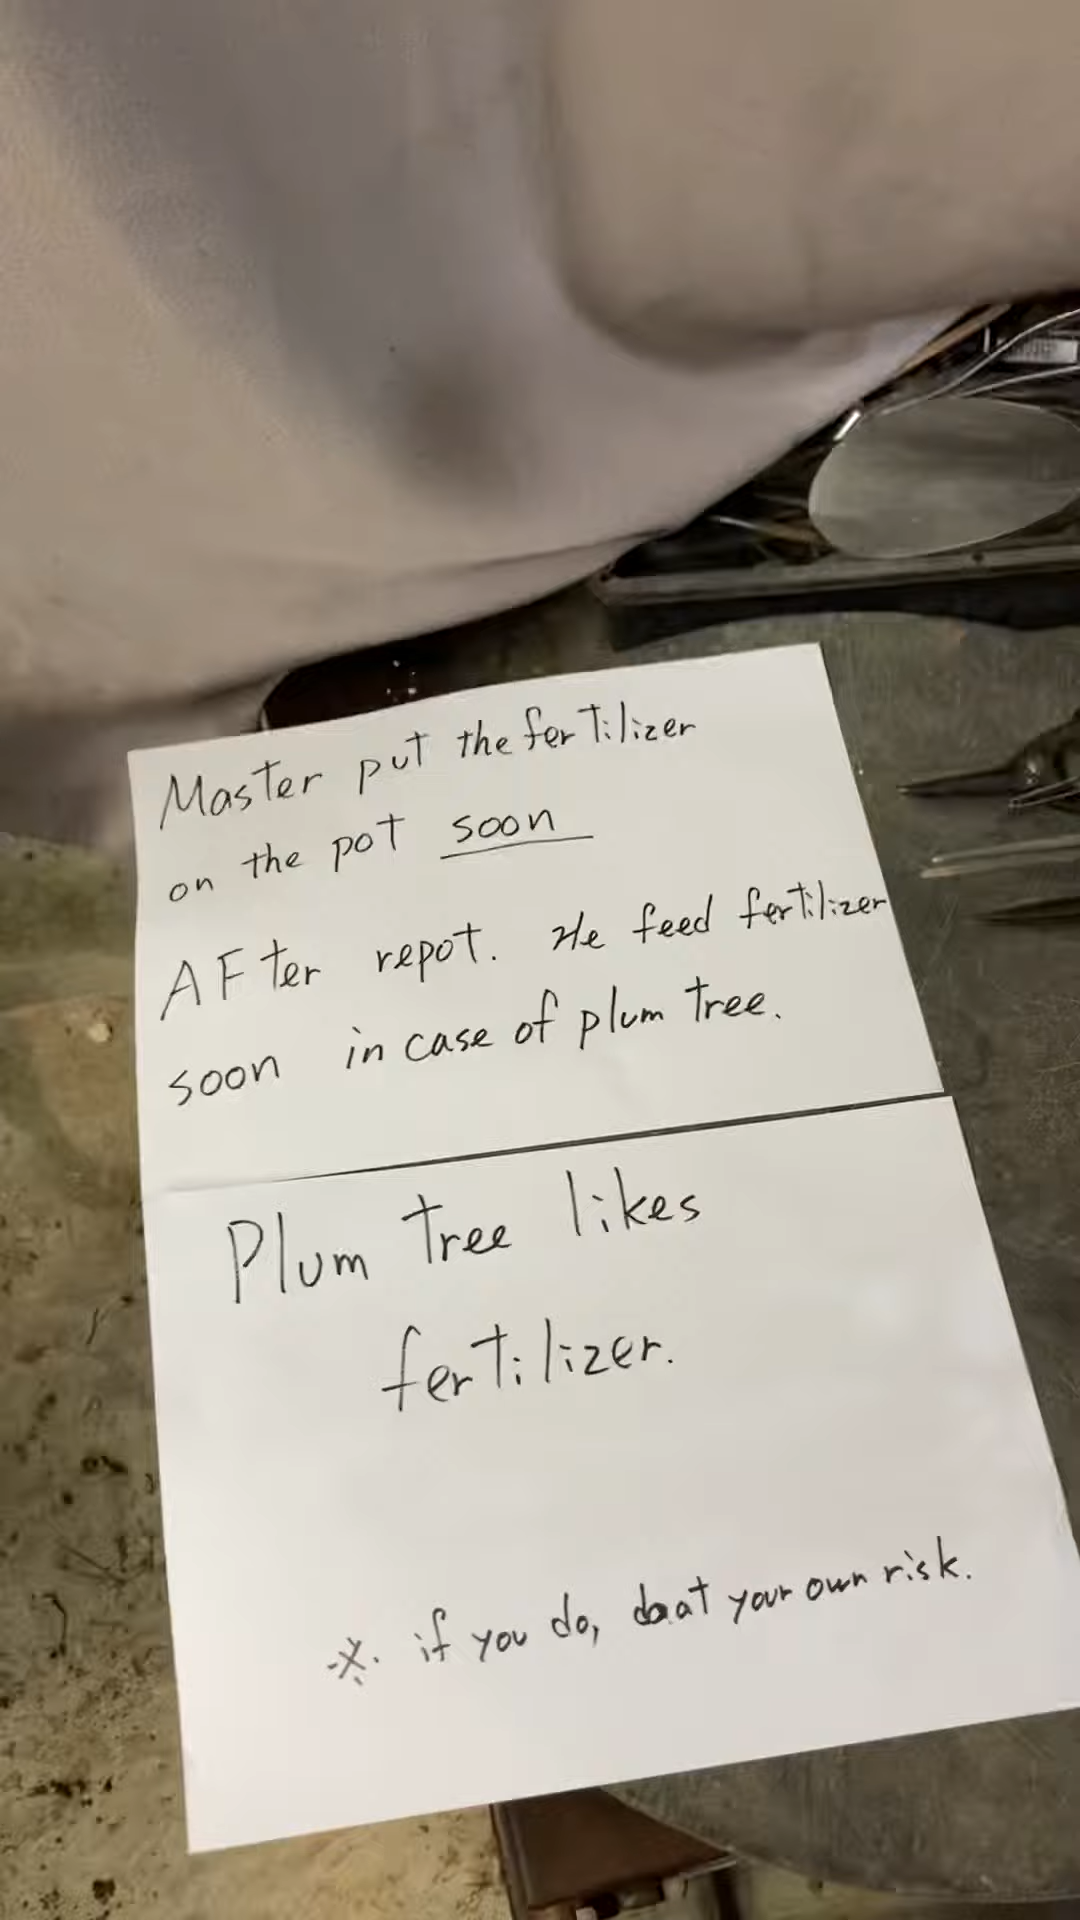 Master put the fertilizer
on the pot soon
AFter repot. He feed fertilizer
soon in case of plum tree.
Plum tree likes
fertilizer.
※. if you do, do at your own risk.